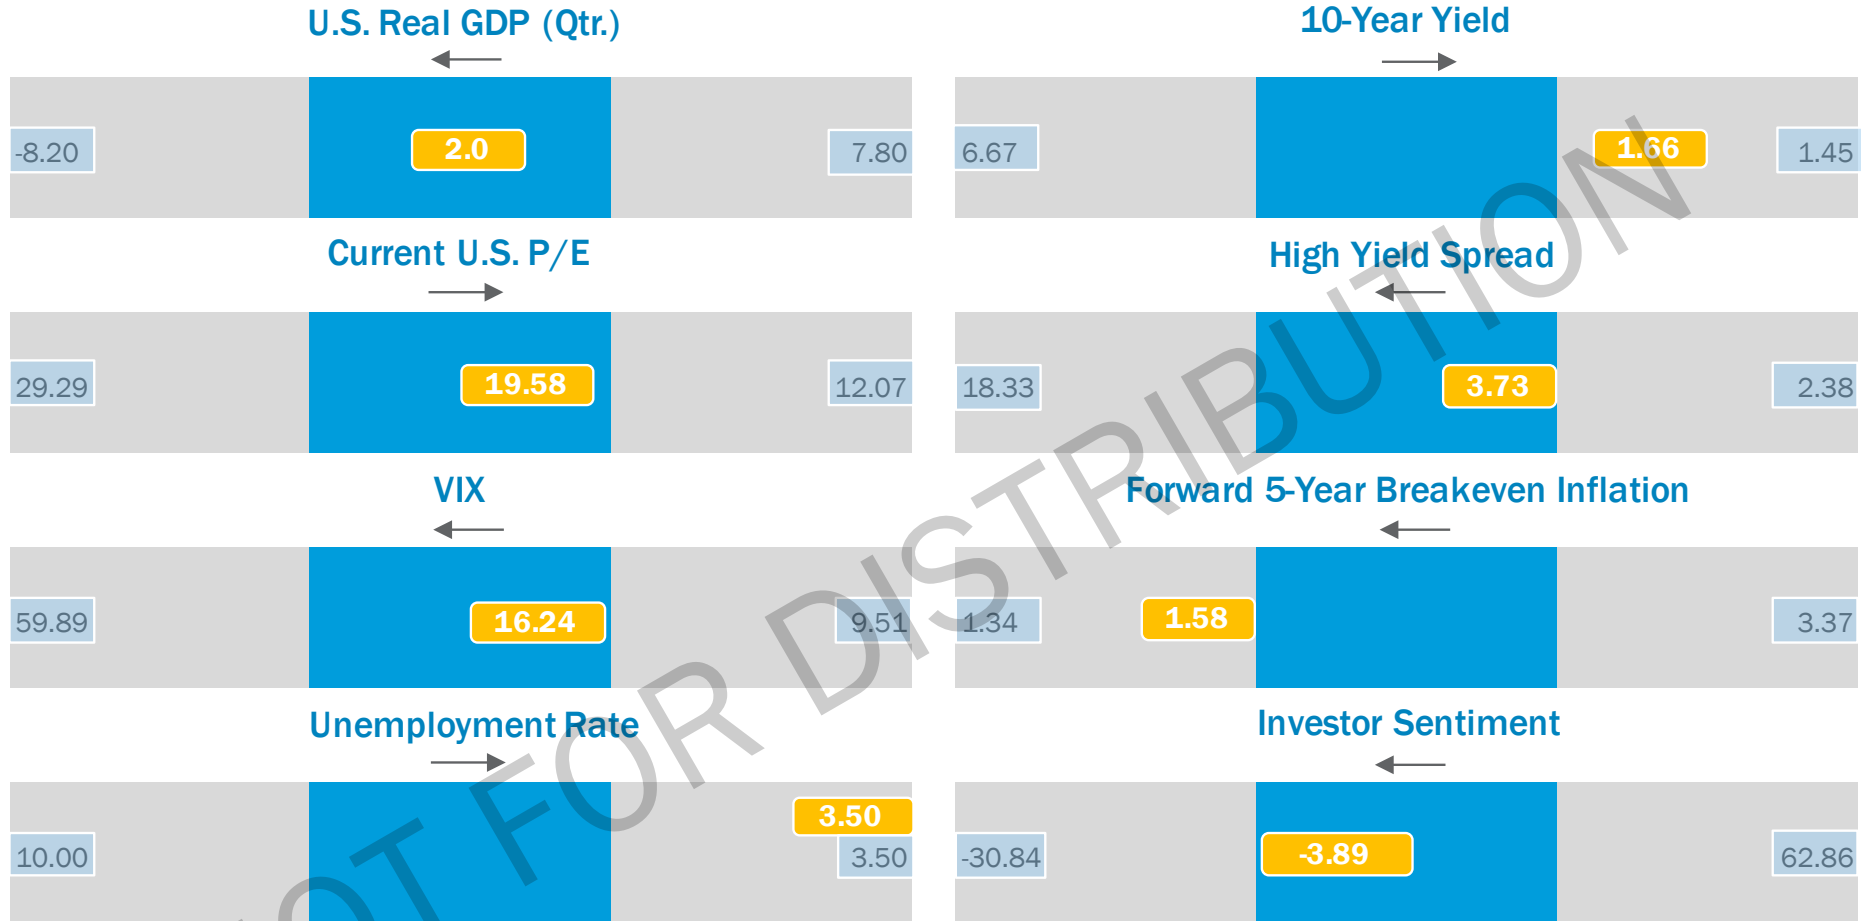 U.S. Real GDP (Qtr.)
-8.20
2.0
7.80
10-Year Yield
6.67
1.66
1.45
Current U.S. P/E
29.29
19.58
12.07
High Yield Spread
18.33
3.73
2.38
VIX
59.89
16.24
9.51
Forward 5-Year Breakeven Inflation
1.34
1.58
3.37
Unemployment Rate
10.00
3.50
3.50
Investor Sentiment
-30.84
-3.89
62.86
OT FOR DISTRIBUTION